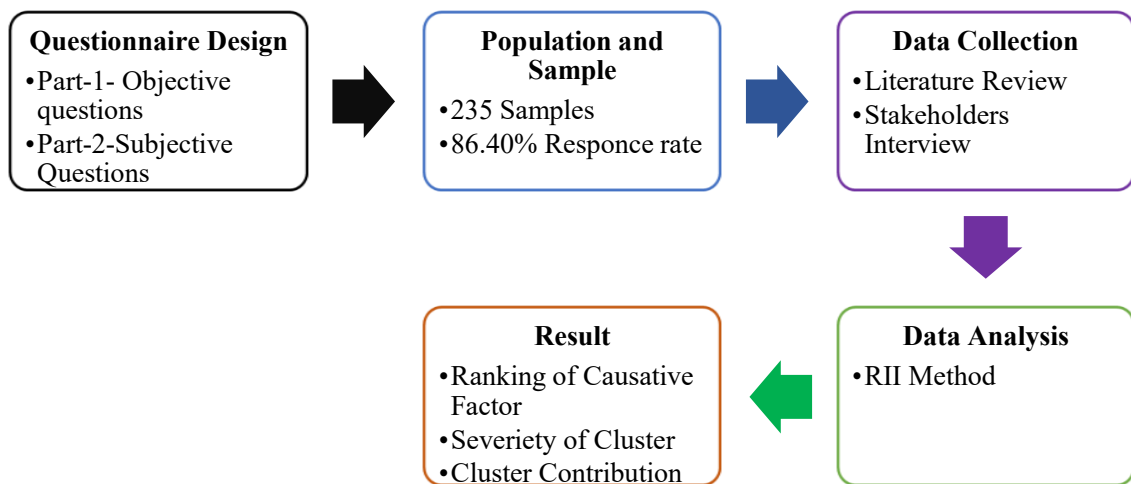 Questionnaire Design
•Part-1- Objective
questions
•Part-2-Subjective
Questions
Population and
Sample
•235 Samples
•86.40% Responce rate
Data Collection
•Literature Review
•Stakeholders
Interview
Data Analysis
•RII Method
Result
•Ranking of Causative
Factor
•Severiety of Cluster
•Cluster Contribution